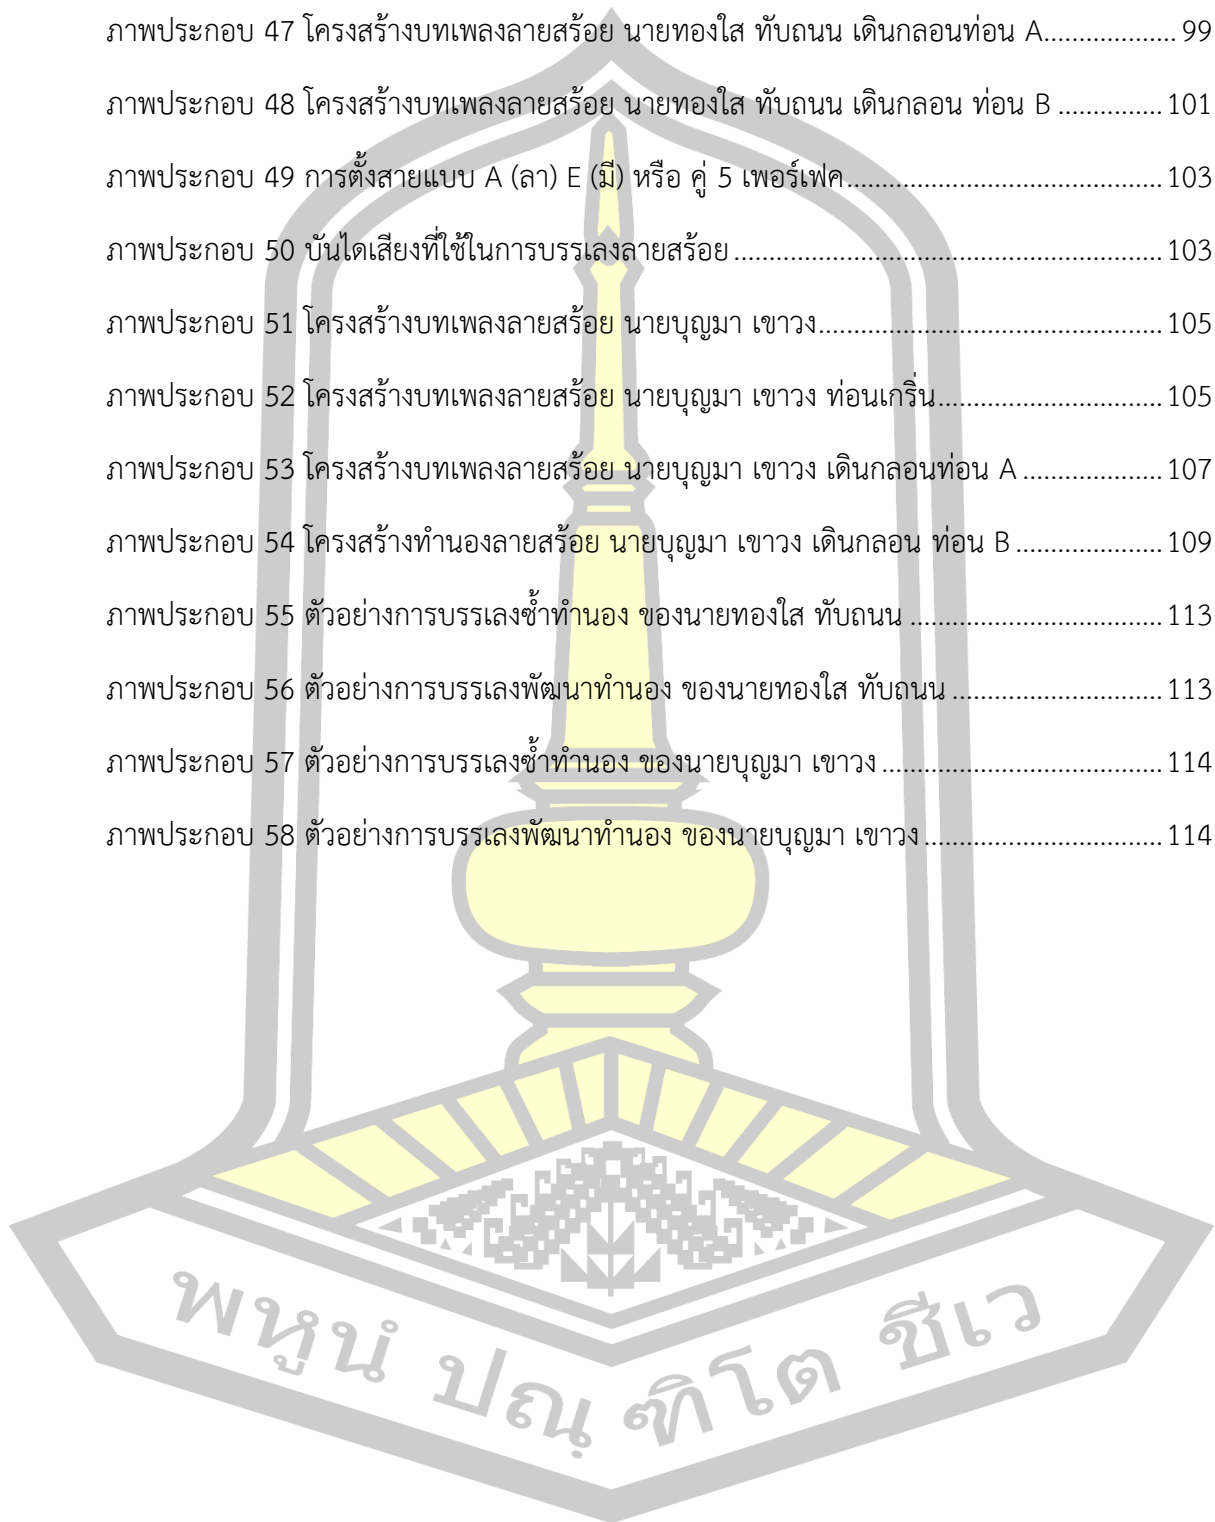 ภาพประกอบ 47 โครงสร้างบทเพลงลายสร้อย นายทองใส ทับถนน เดินกลอนท่อน A................... 99
ภาพประกอบ 48 โครงสร้างบทเพลงลายสร้อย นายทองใส ทับถนน เดินกลอน ท่อน B ............... 101
ภาพประกอบ 49 การตั้งสายแบบ A (ลา) E (มี) หรือ คู่ 5 เพอร์เฟค............................................. 103
ภาพประกอบ 50 บันไดเสียงที่ใช้ในการบรรเลงลายสร้อย ............................................................. 103
ภาพประกอบ 51 โครงสร้างบทเพลงลายสร้อย นายบุญมา เขาวง................................................. 105
ภาพประกอบ 52 โครงสร้างบทเพลงลายสร้อย นายบุญมา เขาวง ท่อนเกริ่น................................ 105
ภาพประกอบ 53 โครงสร้างบทเพลงลายสร้อย นายบุญมา เขาวง เดินกลอนท่อน A .................... 107
ภาพประกอบ 54 โครงสร้างทำนองลายสร้อย นายบุญมา เขาวง เดินกลอน ท่อน B ..................... 109
ภาพประกอบ 55 ตัวอย่างการบรรเลงซ้ำทำนอง ของนายทองใส ทับถนน .................................... 113
ภาพประกอบ 56 ตัวอย่างการบรรเลงพัฒนาทำนอง ของนายทองใส ทับถนน .............................. 113
ภาพประกอบ 57 ตัวอย่างการบรรเลงซ้ำทำนอง ของนายบุญมา เขาวง ........................................ 114
ภาพประกอบ 58 ตัวอย่างการบรรเลงพัฒนาทำนอง ของนายบุญมา เขาวง .................................. 114
พหูนํ ปณฺฑิโต ชีเว